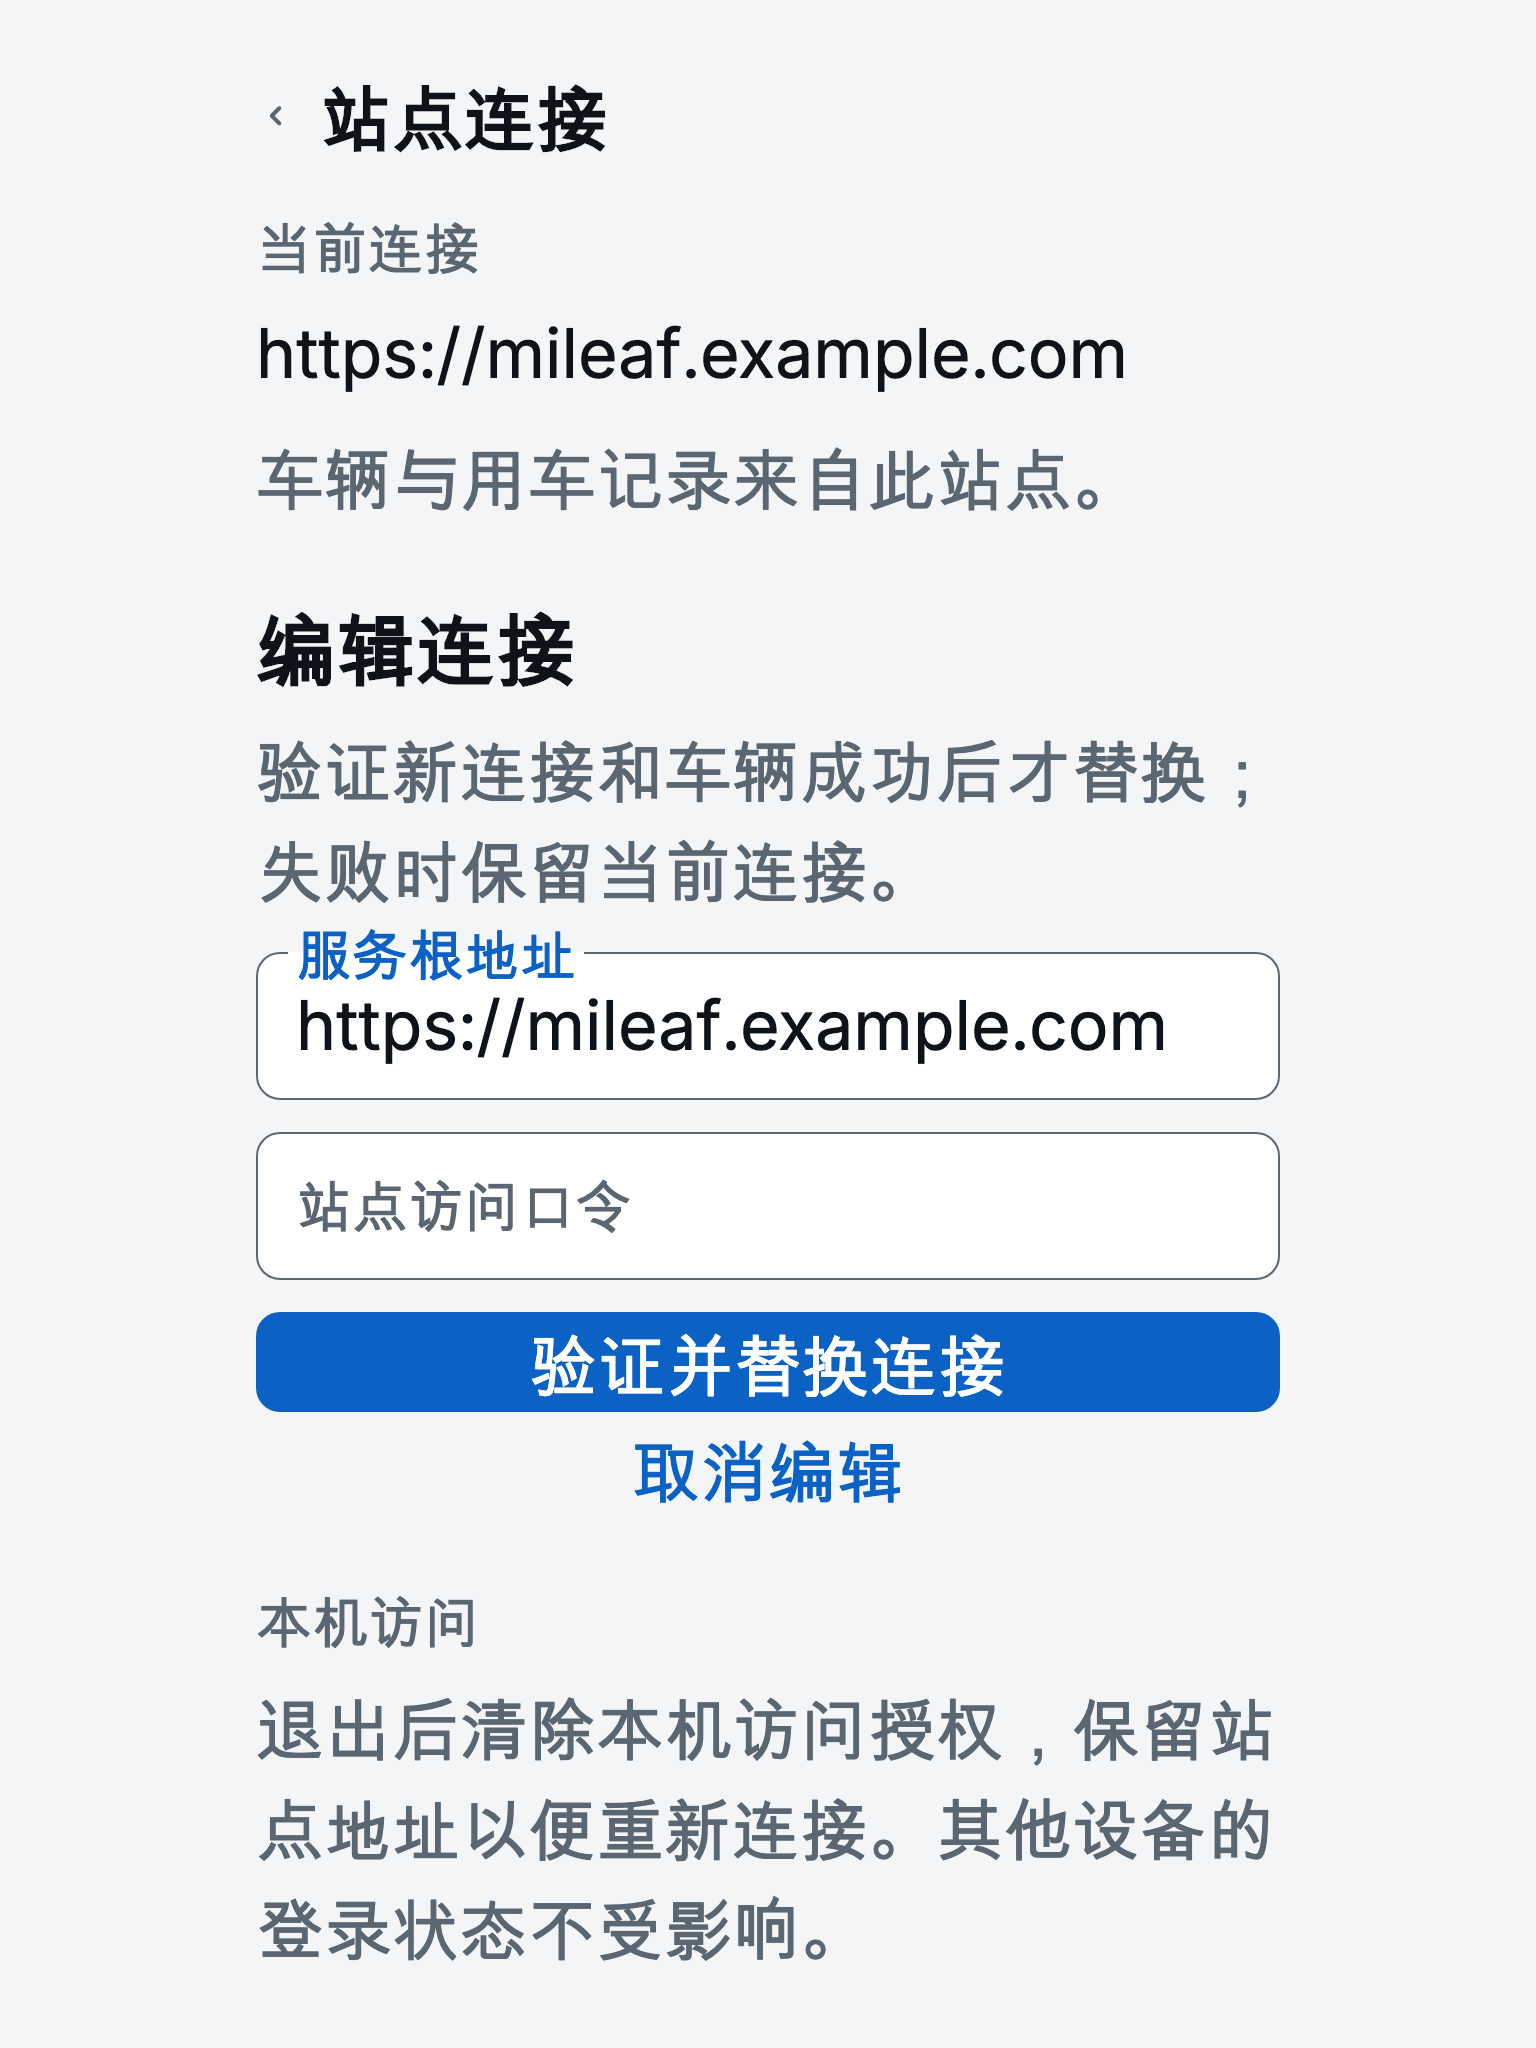 站点连接
当前连接
https://mileaf.example.com
车辆与用车记录来自此站点。
编辑连接
验证新连接和车辆成功后才替换；
失败时保留当前连接。
服务根地址
https://mileaf.example.com
站点访问口令
验证并替换连接
取消编辑
本机访问
退出后清除本机访问授权，保留站
点地址以便重新连接。其他设备的
登录状态不受影响。